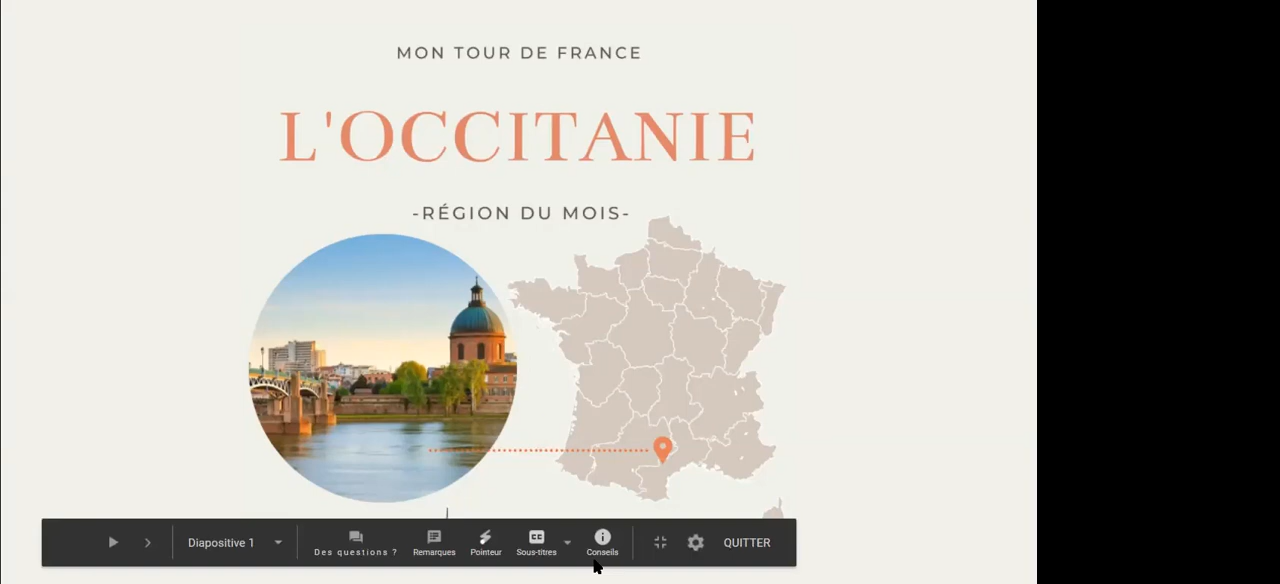 MON TOUR DE FRANCE
L'OCCITANIE
-RÉGION DU MOIS-
Diapositive 1
Des questions ?
Remarques
Pointeur
Sous-titres
Conseils
QUITTER